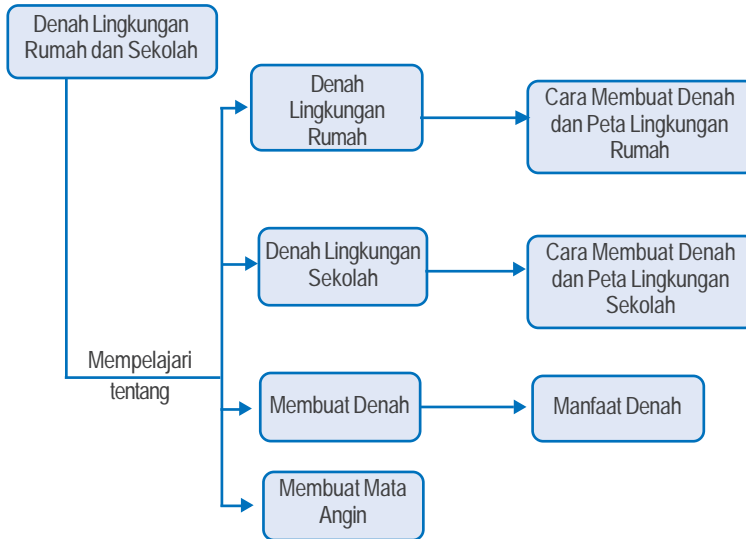 Denah Lingkungan
Rumah dan Sekolah
Denah
Lingkungan
Rumah
Cara Membuat Denah
dan Peta Lingkungan
Rumah
Denah Lingkungan
Sekolah
Cara Membuat Denah
dan Peta Lingkungan
Sekolah
Mempelajari
tentang
Membuat Denah
Manfaat Denah
Membuat Mata
Angin